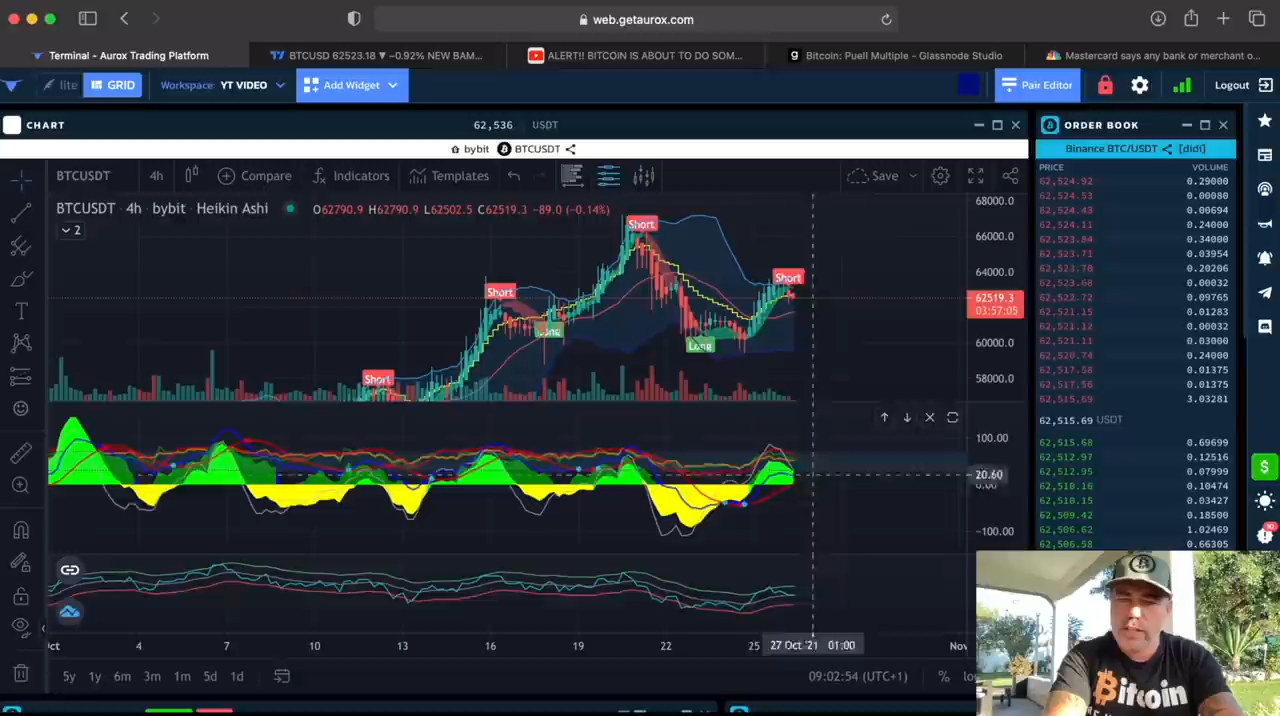 web.getaurox.com
Terminal - Aurox Trading Platform
BTCUSD 62523.18 ▼ −0.92% NEW BAM...
ALERT!! BITCOIN IS ABOUT TO DO SOM...
Bitcoin: Puell Multiple - Glassnode Studio
Mastercard says any bank or merchant o...
lite
GRID
Workspace: YT VIDEO
Add Widget
Pair Editor
Logout
CHART
62,536 USDT
ORDER BOOK
bybit BTCUSDT
Binance BTC/USDT [didi]
BTCUSDT 4h Compare Indicators Templates Save
PRICE VOLUME
BTCUSDT · 4h · bybit · Heikin Ashi
O62790.9 H62790.9 L62502.5 C62519.3 −89.0 (−0.14%)
2
68000.0
66000.0
64000.0
62519.3
03:57:05
60000.0
58000.0
Short
Short
Short
Short
Long
Long
100.00
20.60
0.00
−100.00
62,524.92 0.29000
62,524.53 0.00080
62,524.43 0.00694
62,524.11 0.24000
62,523.84 0.34000
62,523.71 0.03954
62,523.70 0.20206
62,523.68 0.00032
62,522.72 0.09765
62,521.15 0.01283
62,521.12 0.00032
62,521.11 0.03000
62,520.74 0.24000
62,517.58 0.01375
62,517.56 0.01375
62,515.69 3.03281
62,515.69 USDT
62,515.68 0.69699
62,512.97 0.12516
62,512.95 0.07999
62,510.16 0.10474
62,510.15 0.03427
62,509.42 0.18500
62,506.62 1.02469
62,506.58 0.66305
4 7 10 13 16 19 22 25 27 Oct '21 01:00
5y 1y 6m 3m 1m 5d 1d
09:02:54 (UTC+1) %
Bitcoin